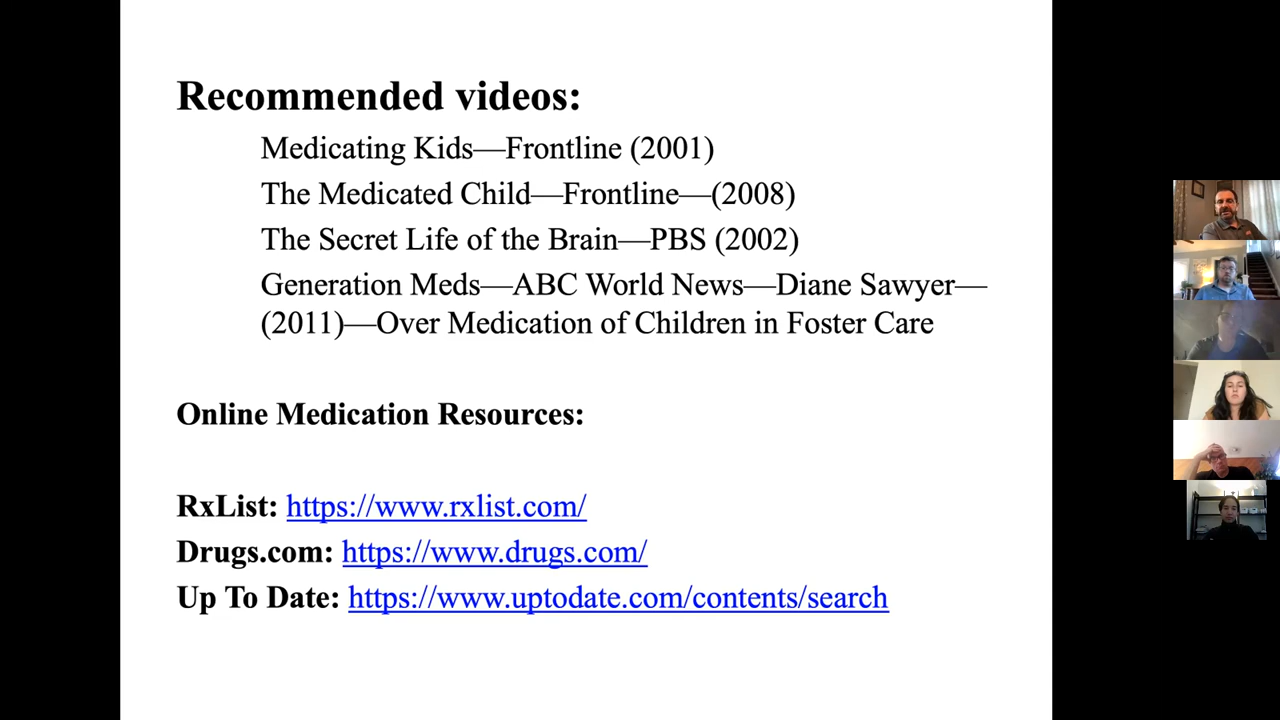 Recommended videos:
Medicating Kids—Frontline (2001)
The Medicated Child—Frontline—(2008)
The Secret Life of the Brain—PBS (2002)
Generation Meds—ABC World News—Diane Sawyer—
(2011)—Over Medication of Children in Foster Care
Online Medication Resources:
RxList: https://www.rxlist.com/
Drugs.com: https://www.drugs.com/
Up To Date: https://www.uptodate.com/contents/search